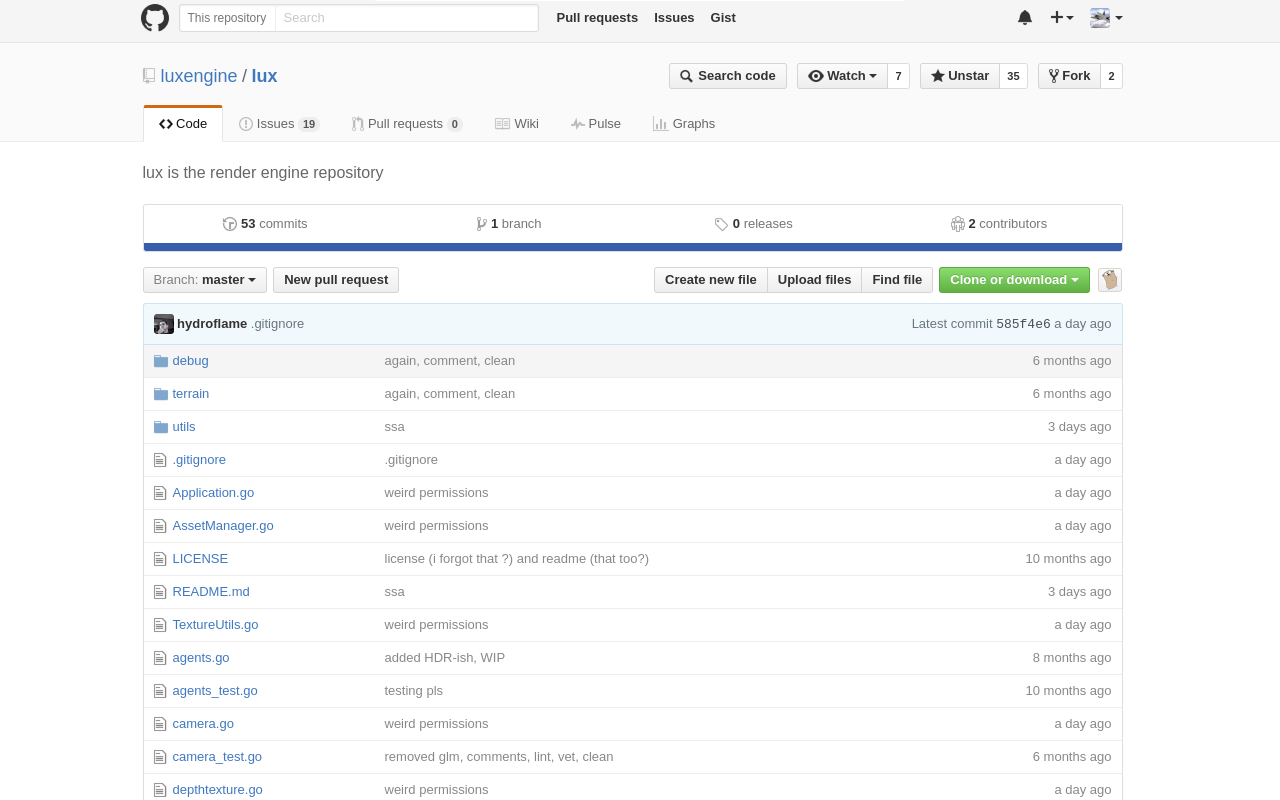 This repository Search Pull requests Issues Gist
luxengine / lux Search code Watch 7 Unstar 35 Fork 2
Code Issues 19 Pull requests 0 Wiki Pulse Graphs
lux is the render engine repository
53 commits 1 branch 0 releases 2 contributors
Branch: master New pull request Create new file Upload files Find file Clone or download
hydroflame .gitignore Latest commit 585f4e6 a day ago
debug again, comment, clean 6 months ago
terrain again, comment, clean 6 months ago
utils ssa 3 days ago
.gitignore .gitignore a day ago
Application.go weird permissions a day ago
AssetManager.go weird permissions a day ago
LICENSE license (i forgot that ?) and readme (that too?) 10 months ago
README.md ssa 3 days ago
TextureUtils.go weird permissions a day ago
agents.go added HDR-ish, WIP 8 months ago
agents_test.go testing pls 10 months ago
camera.go weird permissions a day ago
camera_test.go removed glm, comments, lint, vet, clean 6 months ago
depthtexture.go weird permissions a day ago